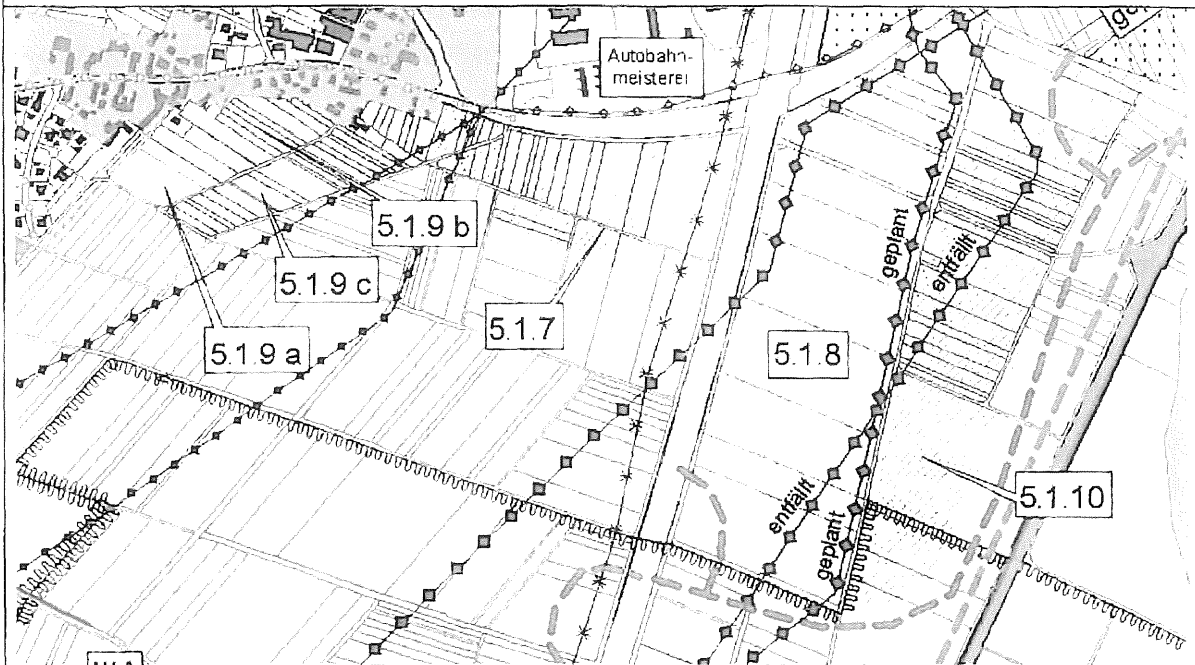 Autobahn-
meisterei
5.1.9 b
5.1.9 c
5.1.9 a
5.1.7
5.1.8
geplant
entfällt
5.1.10
entfällt
geplant